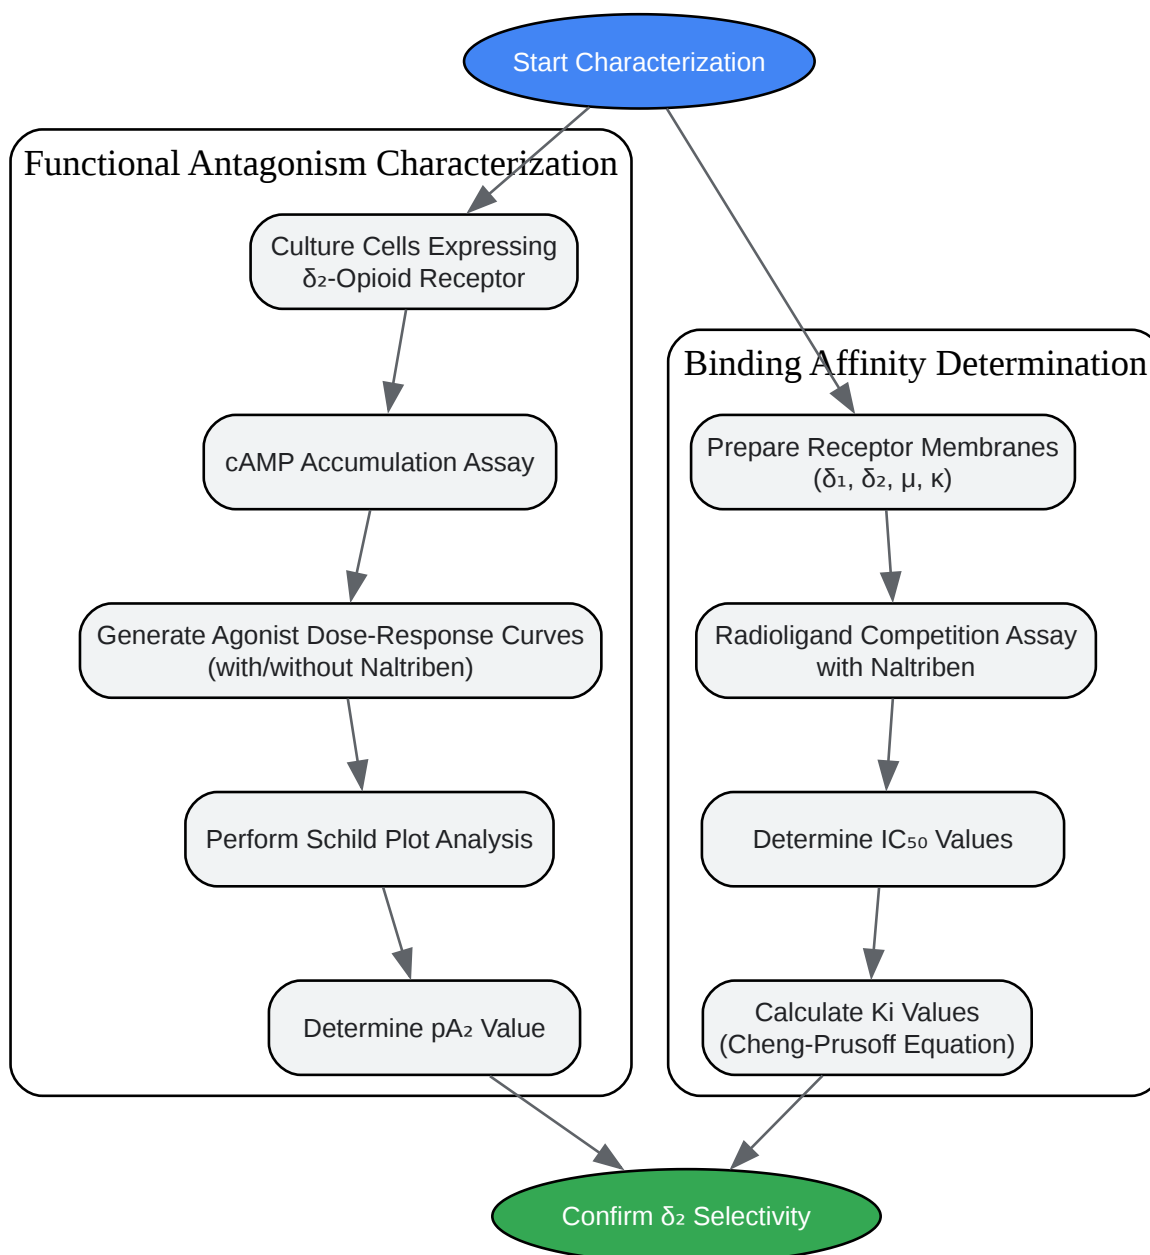 Start Characterization
Functional Antagonism Characterization
Culture Cells Expressing
δ₂-Opioid Receptor
cAMP Accumulation Assay
Generate Agonist Dose-Response Curves
(with/without Naltriben)
Perform Schild Plot Analysis
Determine pA₂ Value
Binding Affinity Determination
Prepare Receptor Membranes
(δ₁, δ₂, μ, κ)
Radioligand Competition Assay
with Naltriben
Determine IC₅₀ Values
Calculate Ki Values
(Cheng-Prusoff Equation)
Confirm δ₂ Selectivity